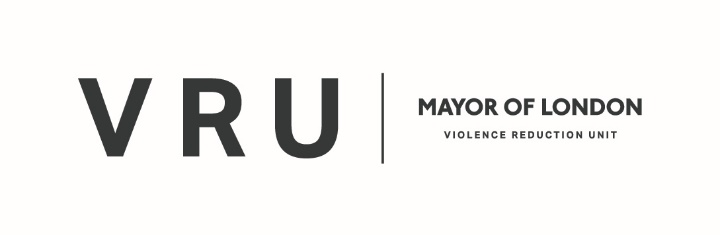 VRU
MAYOR OF LONDON
VIOLENCE REDUCTION UNIT